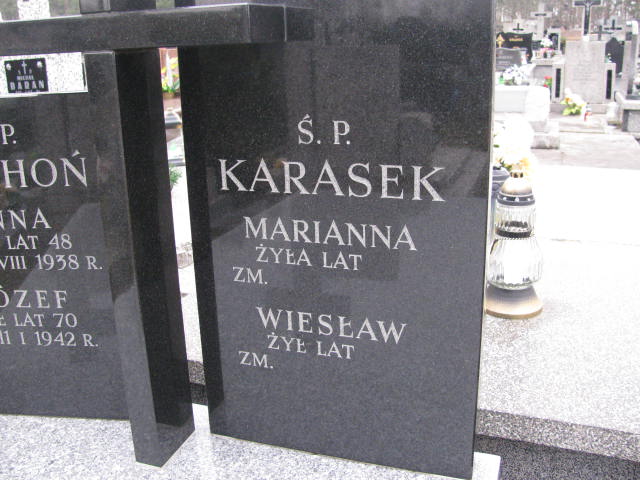 BARAN
P.
HOŃ
NNA
LAT 48
VIII 1938 R.
ÓZEF
LAT 70
I 1942 R.
Ś. P.
KARASEK
MARIANNA
ŻYŁA LAT
ZM.
WIESŁAW
ŻYŁ LAT
ZM.